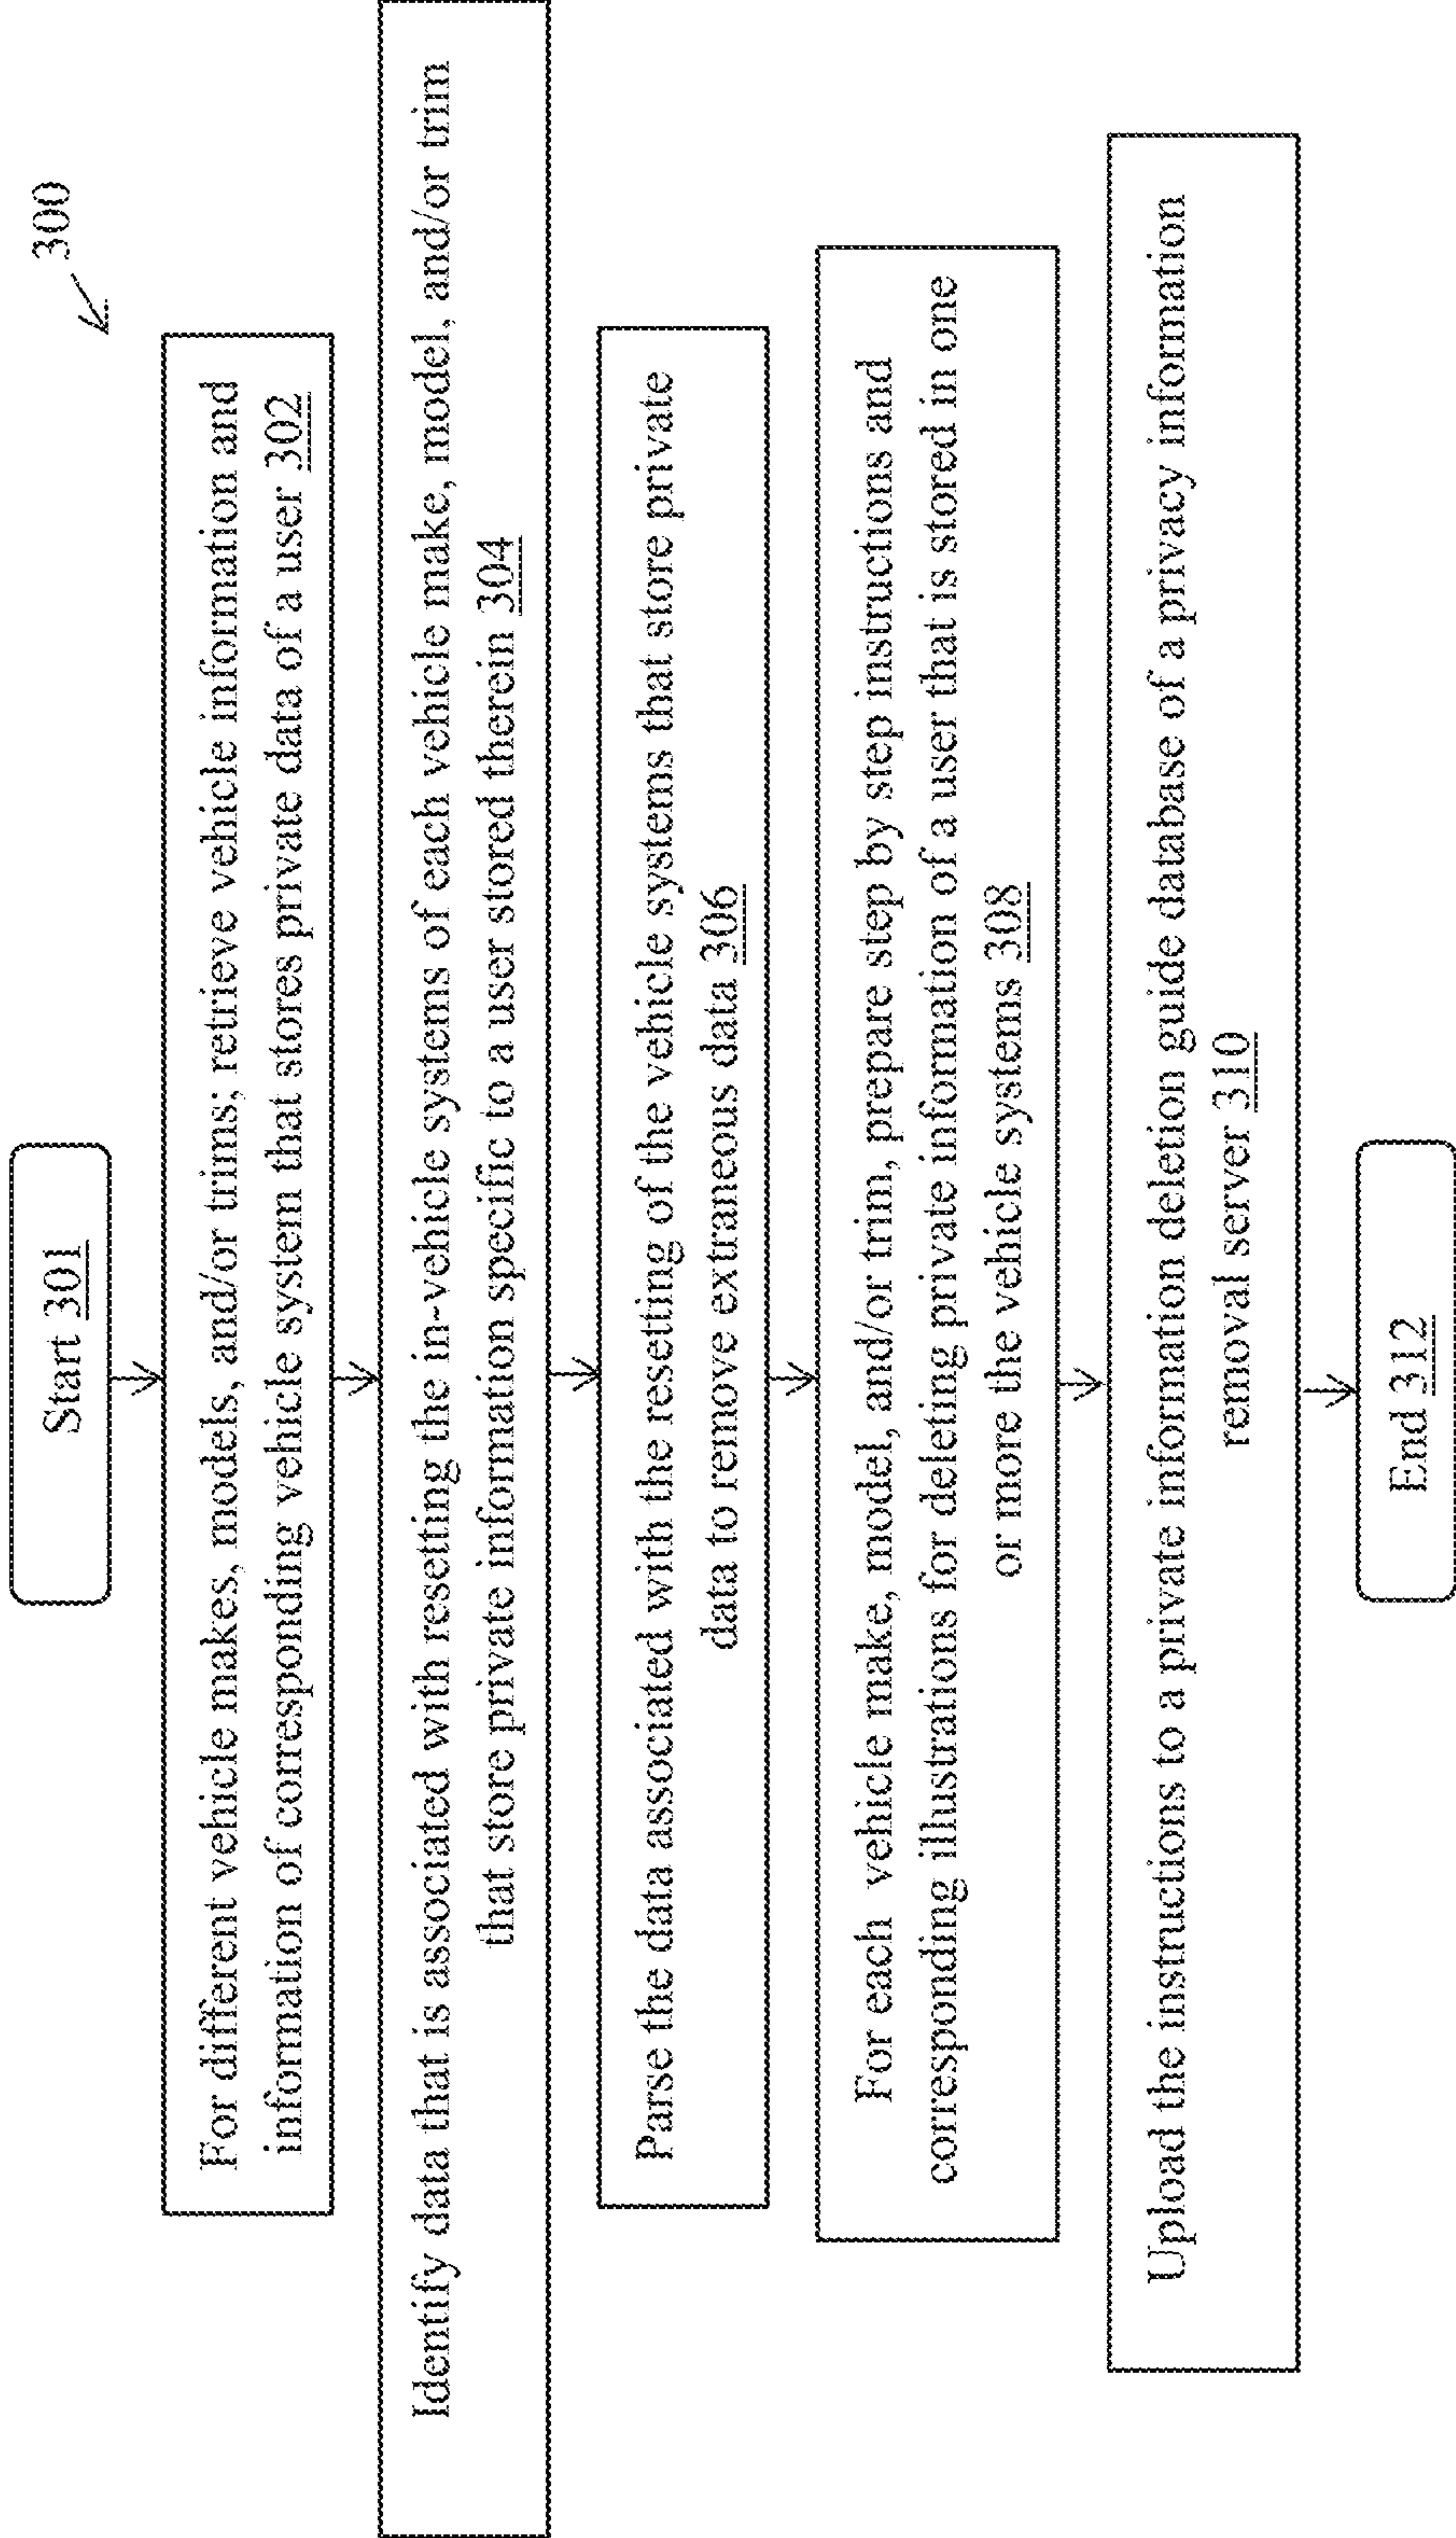 300
Start 301
For different vehicle makes, models, and/or trims; retrieve vehicle information and
information of corresponding vehicle system that stores private data of a user 302
Identify data that is associated with resetting the in-vehicle systems of each vehicle make, model, and/or trim
that store private information specific to a user stored therein 304
Parse the data associated with the resetting of the vehicle systems that store private
data to remove extraneous data 306
For each vehicle make, model, and/or trim, prepare step by step instructions and
corresponding illustrations for deleting private information of a user that is stored in one
or more the vehicle systems 308
Upload the instructions to a private information deletion guide database of a privacy information
removal server 310
End 312